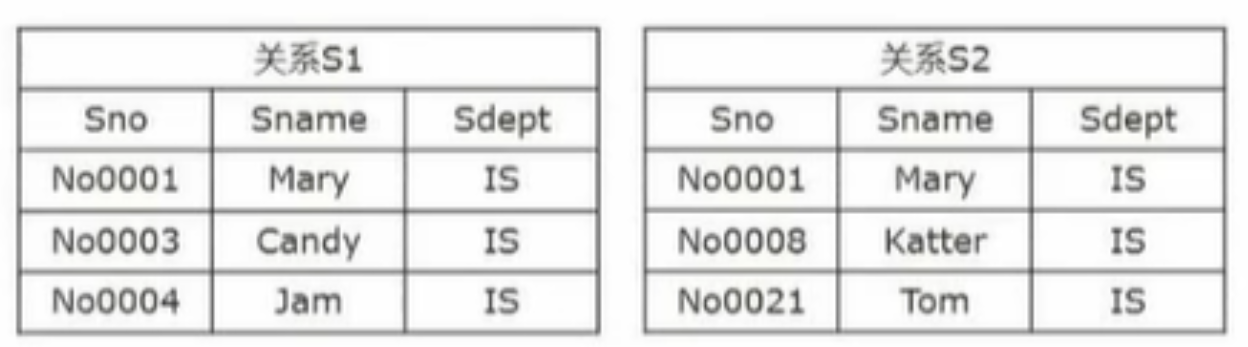 关系S1
Sno Sname Sdept
No0001 Mary IS
No0003 Candy IS
No0004 Jam IS
关系S2
Sno Sname Sdept
No0001 Mary IS
No0008 Katter IS
No0021 Tom IS